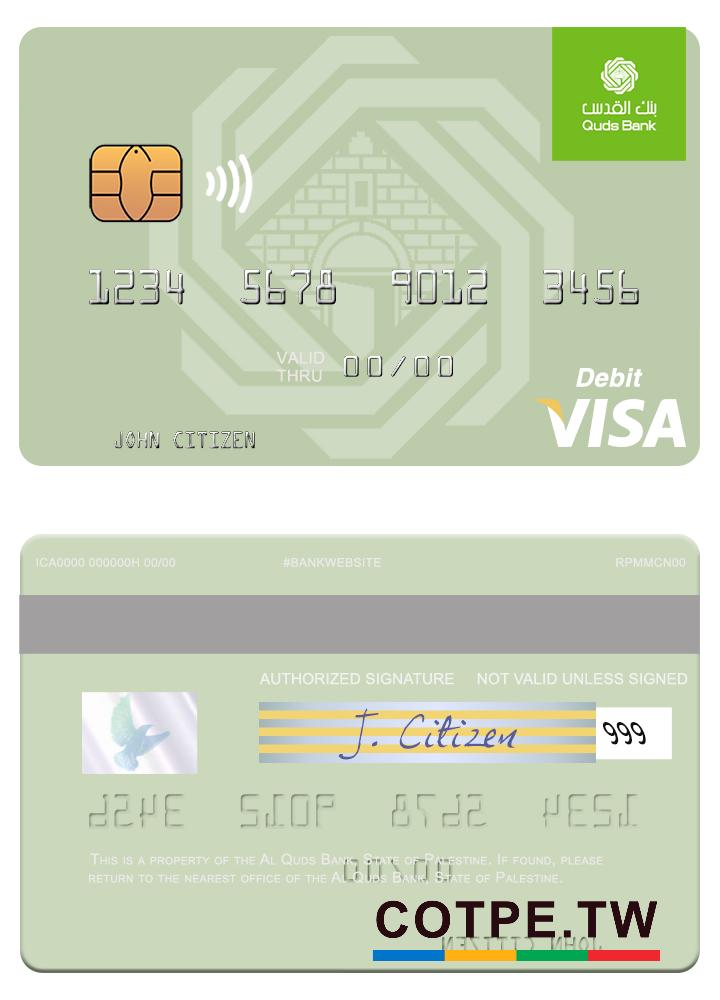 بنك القدس
Quds Bank
1234 5678 9012 3456
VALID
THRU 00/00
Debit
VISA
JOHN CITIZEN
ICA0000 000000H 00/00 #BANKWEBSITE RPMMCN00
AUTHORIZED SIGNATURE NOT VALID UNLESS SIGNED
J. Citizen 999
THIS IS A PROPERTY OF THE AL QUDS BANK, STATE OF PALESTINE. IF FOUND, PLEASE
RETURN TO THE NEAREST OFFICE OF THE AL QUDS BANK, STATE OF PALESTINE.
COTPE.TW